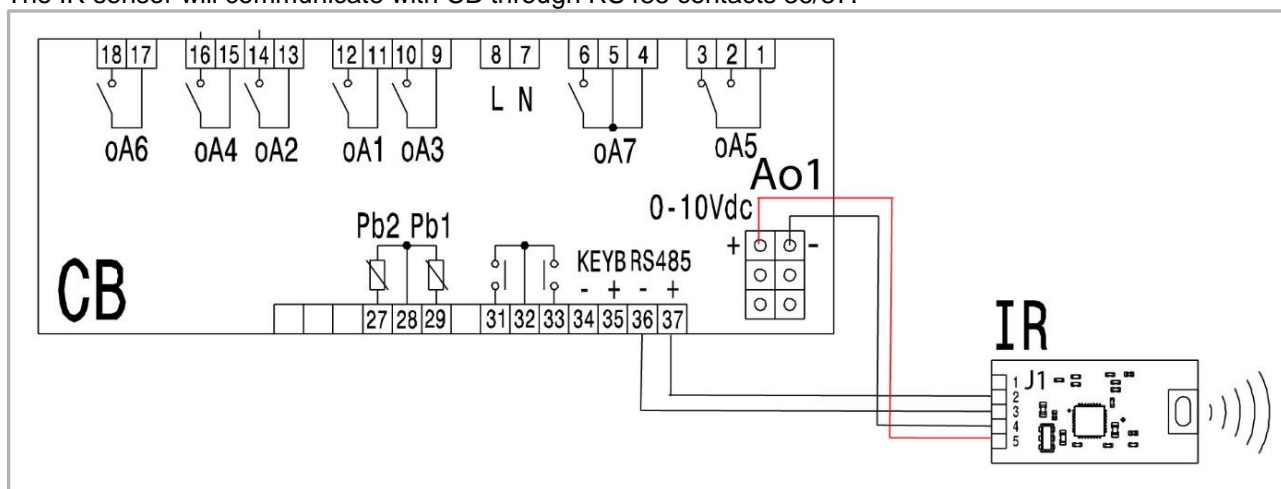 The IR sensor will communicate with CB through RS485 contacts 36/37.
18 17 16 15 14 13 12 11 10 9 8 7 6 5 4 3 2 1
L N
oA6 oA4 oA2 oA1 oA3 oA7 oA5
Ao1
0-10Vdc
Pb2 Pb1
+ -
KEYB RS485
- + - +
CB
27 28 29 31 32 33 34 35 36 37
IR
J1
1
2
3
4
5